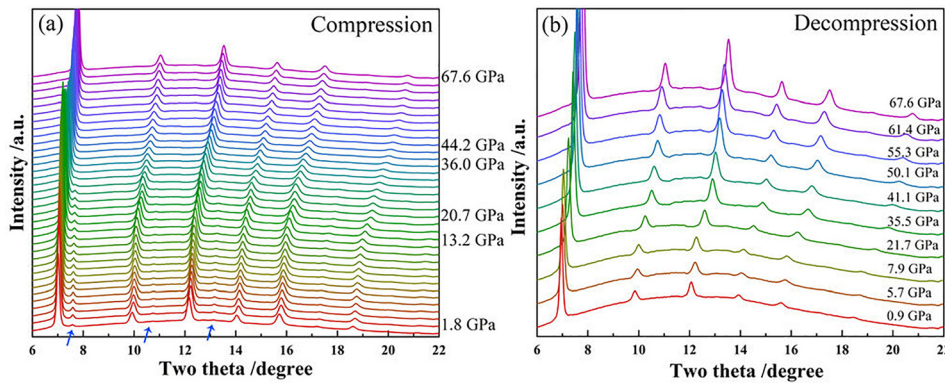 (a) Compression
67.6 GPa
44.2 GPa
36.0 GPa
20.7 GPa
13.2 GPa
1.8 GPa
Intensity /a.u.
6 8 10 12 14 16 18 20 22
Two theta /degree
(b) Decompression
67.6 GPa
61.4 GPa
55.3 GPa
50.1 GPa
41.1 GPa
35.5 GPa
21.7 GPa
7.9 GPa
5.7 GPa
0.9 GPa
Intensity /a.u.
6 8 10 12 14 16 18 20 22
Two theta /degree